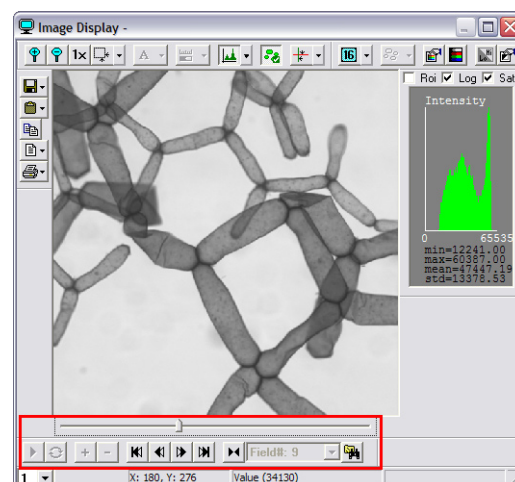 Image Display -
1x A 16
Roi Log Sat
Intensity
0 65535
min=12241.00
max=60387.00
mean=47447.19
std=13378.53
Field#: 9
1 X: 180, Y: 276 Value (34130)